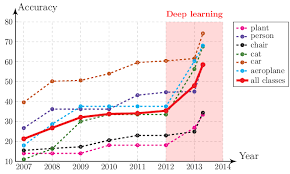 Accuracy
Deep learning
80
70
60
50
40
30
20
10
2007 2008 2009 2010 2011 2012 2013 2014
Year
plant
person
chair
cat
car
aeroplane
all classes